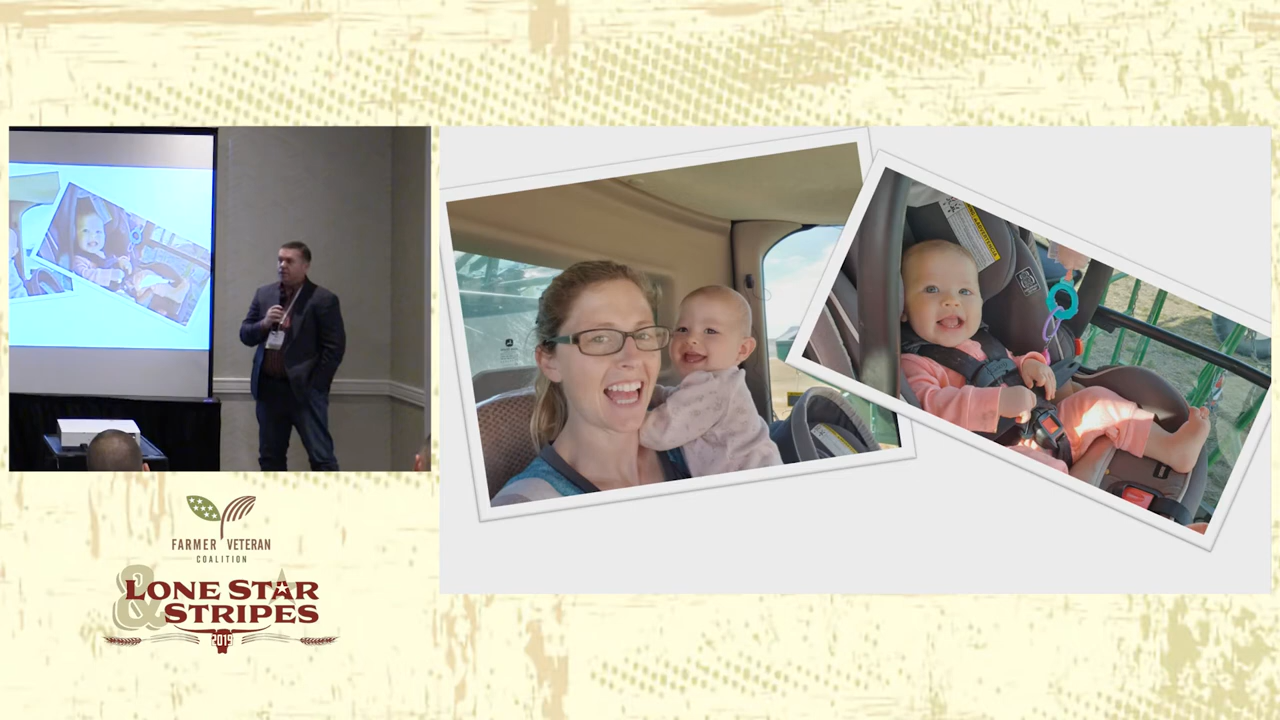 FARMER VETERAN
COALITION
LONE STAR
& STRIPES
2019